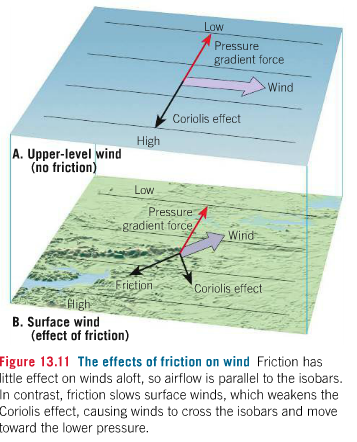 Low
Pressure
gradient force
Wind
Coriolis effect
High
A. Upper-level wind
(no friction)
Low
Pressure
gradient force
Wind
Friction
Coriolis effect
High
B. Surface wind
(effect of friction)
Figure 13.11 The effects of friction on wind Friction has
little effect on winds aloft, so airflow is parallel to the isobars.
In contrast, friction slows surface winds, which weakens the
Coriolis effect, causing winds to cross the isobars and move
toward the lower pressure.